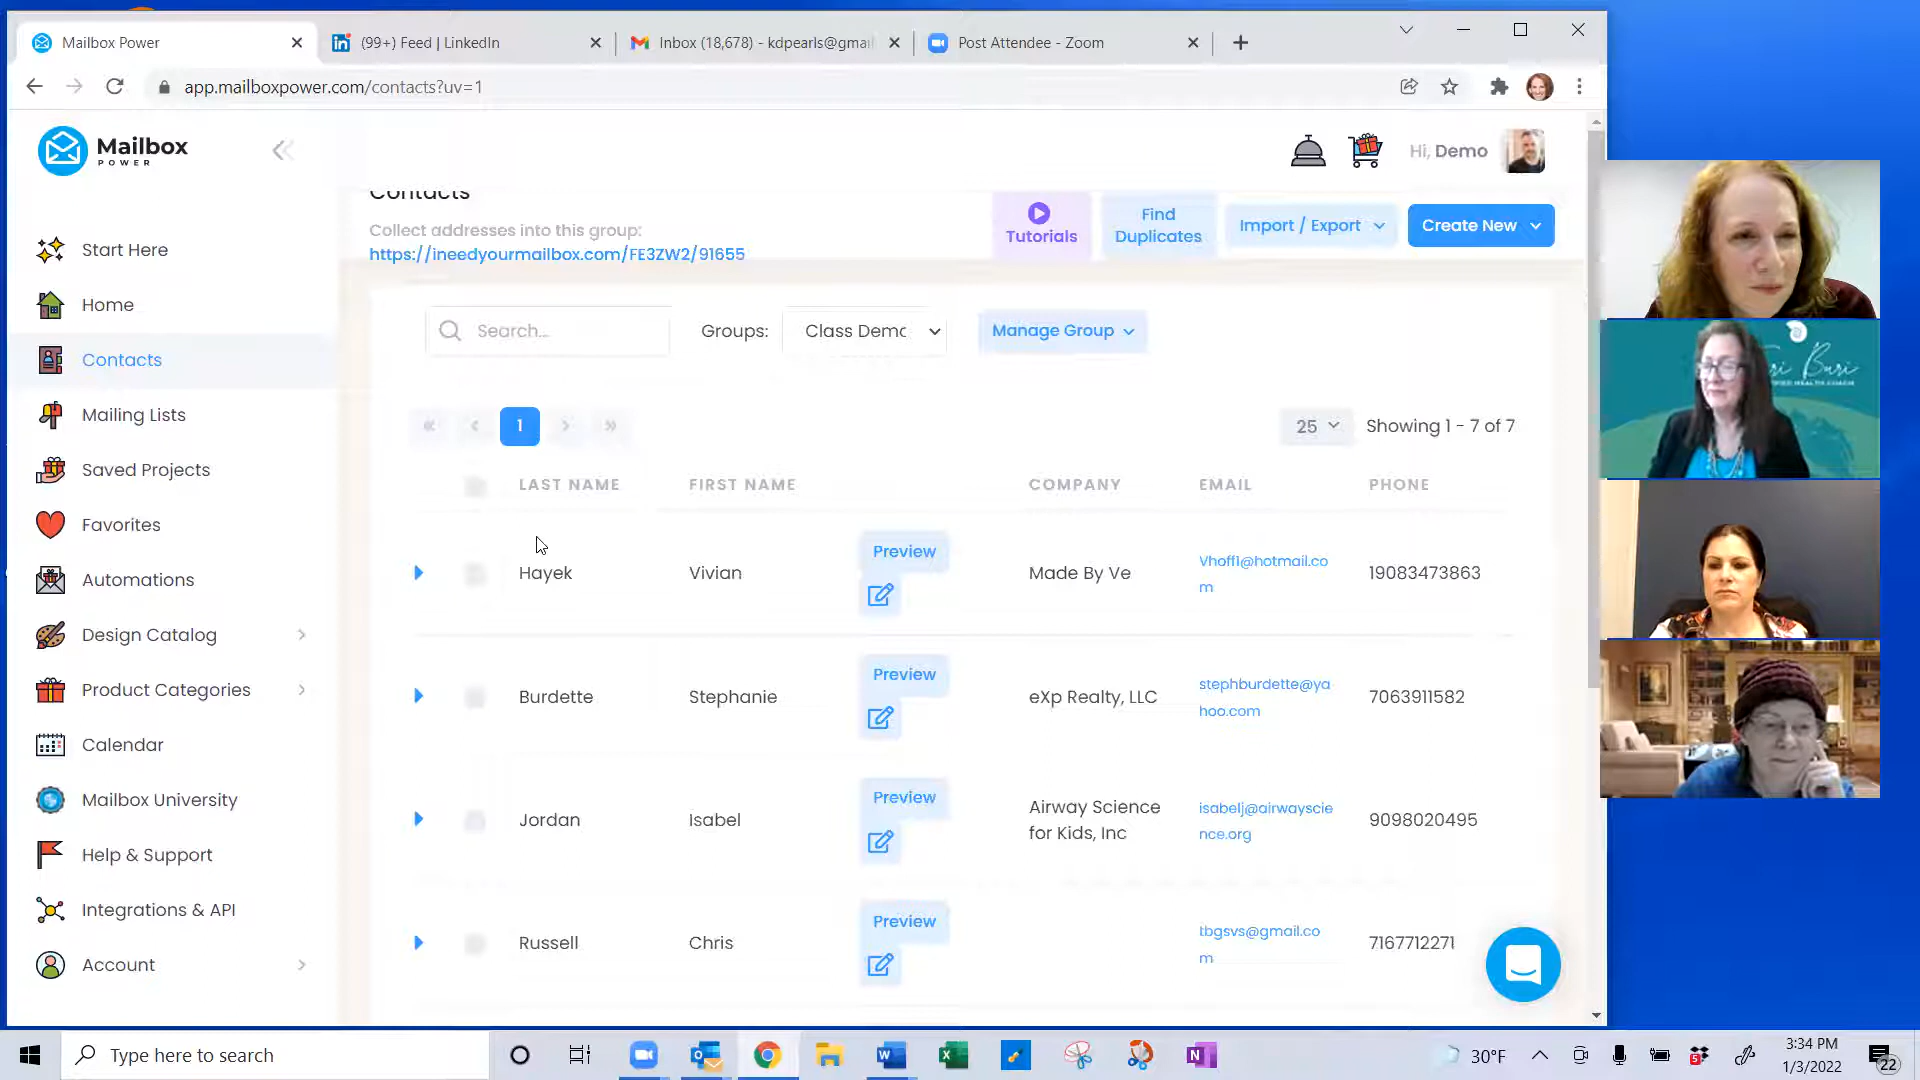 Mailbox Power
(99+) Feed | LinkedIn
Inbox (18,678) - kdpearls@gmai
Post Attendee - Zoom
app.mailboxpower.com/contacts?uv=1
Mailbox
POWER
Hi, Demo
Start Here
Home
Contacts
Mailing Lists
Saved Projects
Favorites
Automations
Design Catalog
Product Categories
Calendar
Mailbox University
Help & Support
Integrations & API
Account
Contacts
Collect addresses into this group:
https://ineedyourmailbox.com/FE3ZW2/91655
Tutorials
Find
Duplicates
Import / Export
Create New
Search...
Groups:
Class Demo
Manage Group
1
25
Showing 1 - 7 of 7
LAST NAME FIRST NAME COMPANY EMAIL PHONE
Hayek Vivian Preview Made By Ve Vhoff1@hotmail.co
m 19083473863
Burdette Stephanie Preview eXp Realty, LLC stephburdette@ya
hoo.com 7063911582
Jordan Isabel Preview Airway Science
for Kids, Inc isabelj@airwayscie
nce.org 9098020495
Russell Chris Preview tbgsvs@gmail.co
m 7167712271
Type here to search
30°F
3:34 PM
1/3/2022
22